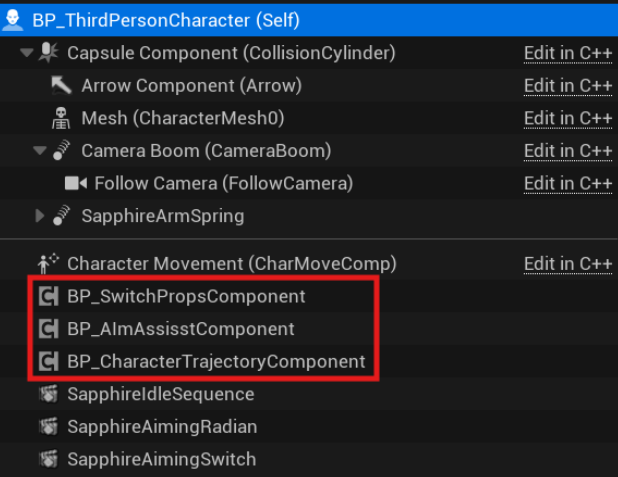 BP_ThirdPersonCharacter (Self)
Capsule Component (CollisionCylinder) Edit in C++
Arrow Component (Arrow) Edit in C++
Mesh (CharacterMesh0) Edit in C++
Camera Boom (CameraBoom) Edit in C++
Follow Camera (FollowCamera) Edit in C++
SapphireArmSpring
Character Movement (CharMoveComp) Edit in C++
BP_SwitchPropsComponent
BP_AImAssisstComponent
BP_CharacterTrajectoryComponent
SapphireIdleSequence
SapphireAimingRadian
SapphireAimingSwitch